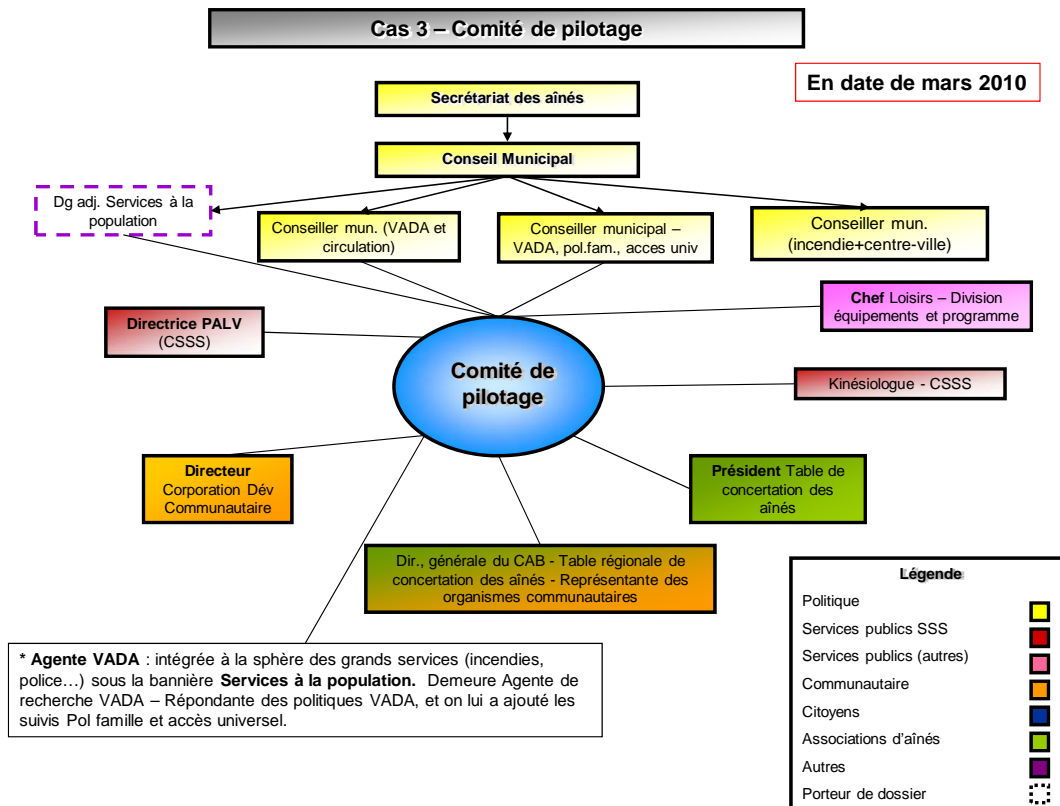 Cas 3 – Comité de pilotage
En date de mars 2010
Secrétariat des aînés
Conseil Municipal
Dg adj. Services à la
population
Conseiller mun. (VADA et
circulation)
Conseiller municipal –
VADA, pol.fam., acces univ
Conseiller mun.
(incendie+centre-ville)
Chef Loisirs – Division
équipements et programme
Directrice PALV
(CSSS)
Comité de
pilotage
Kinésiologue - CSSS
Directeur
Corporation Dév
Communautaire
Président Table de
concertation des
aînés
Dir., générale du CAB - Table régionale de
concertation des aînés - Représentante des
organismes communautaires
* Agente VADA : intégrée à la sphère des grands services (incendies,
police…) sous la bannière Services à la population. Demeure Agente de
recherche VADA – Répondante des politiques VADA, et on lui a ajouté les
suivis Pol famille et accès universel.
Légende
Politique
Services publics SSS
Services publics (autres)
Communautaire
Citoyens
Associations d'aînés
Autres
Porteur de dossier